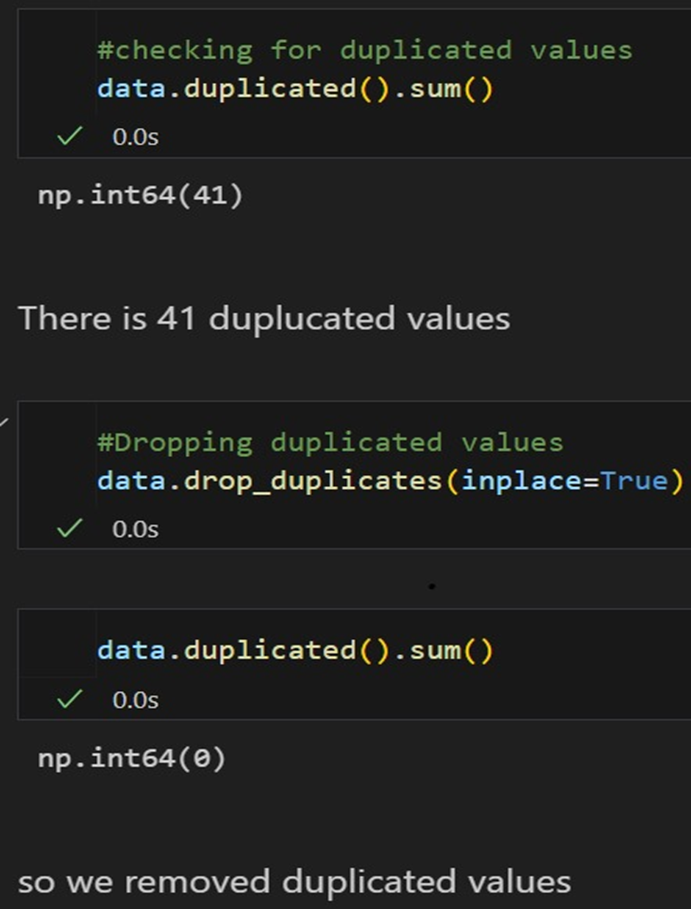 #checking for duplicated values
data.duplicated().sum()
0.0s
np.int64(41)
There is 41 duplucated values
#Dropping duplicated values
data.drop_duplicates(inplace=True)
0.0s
data.duplicated().sum()
0.0s
np.int64(0)
so we removed duplicated values